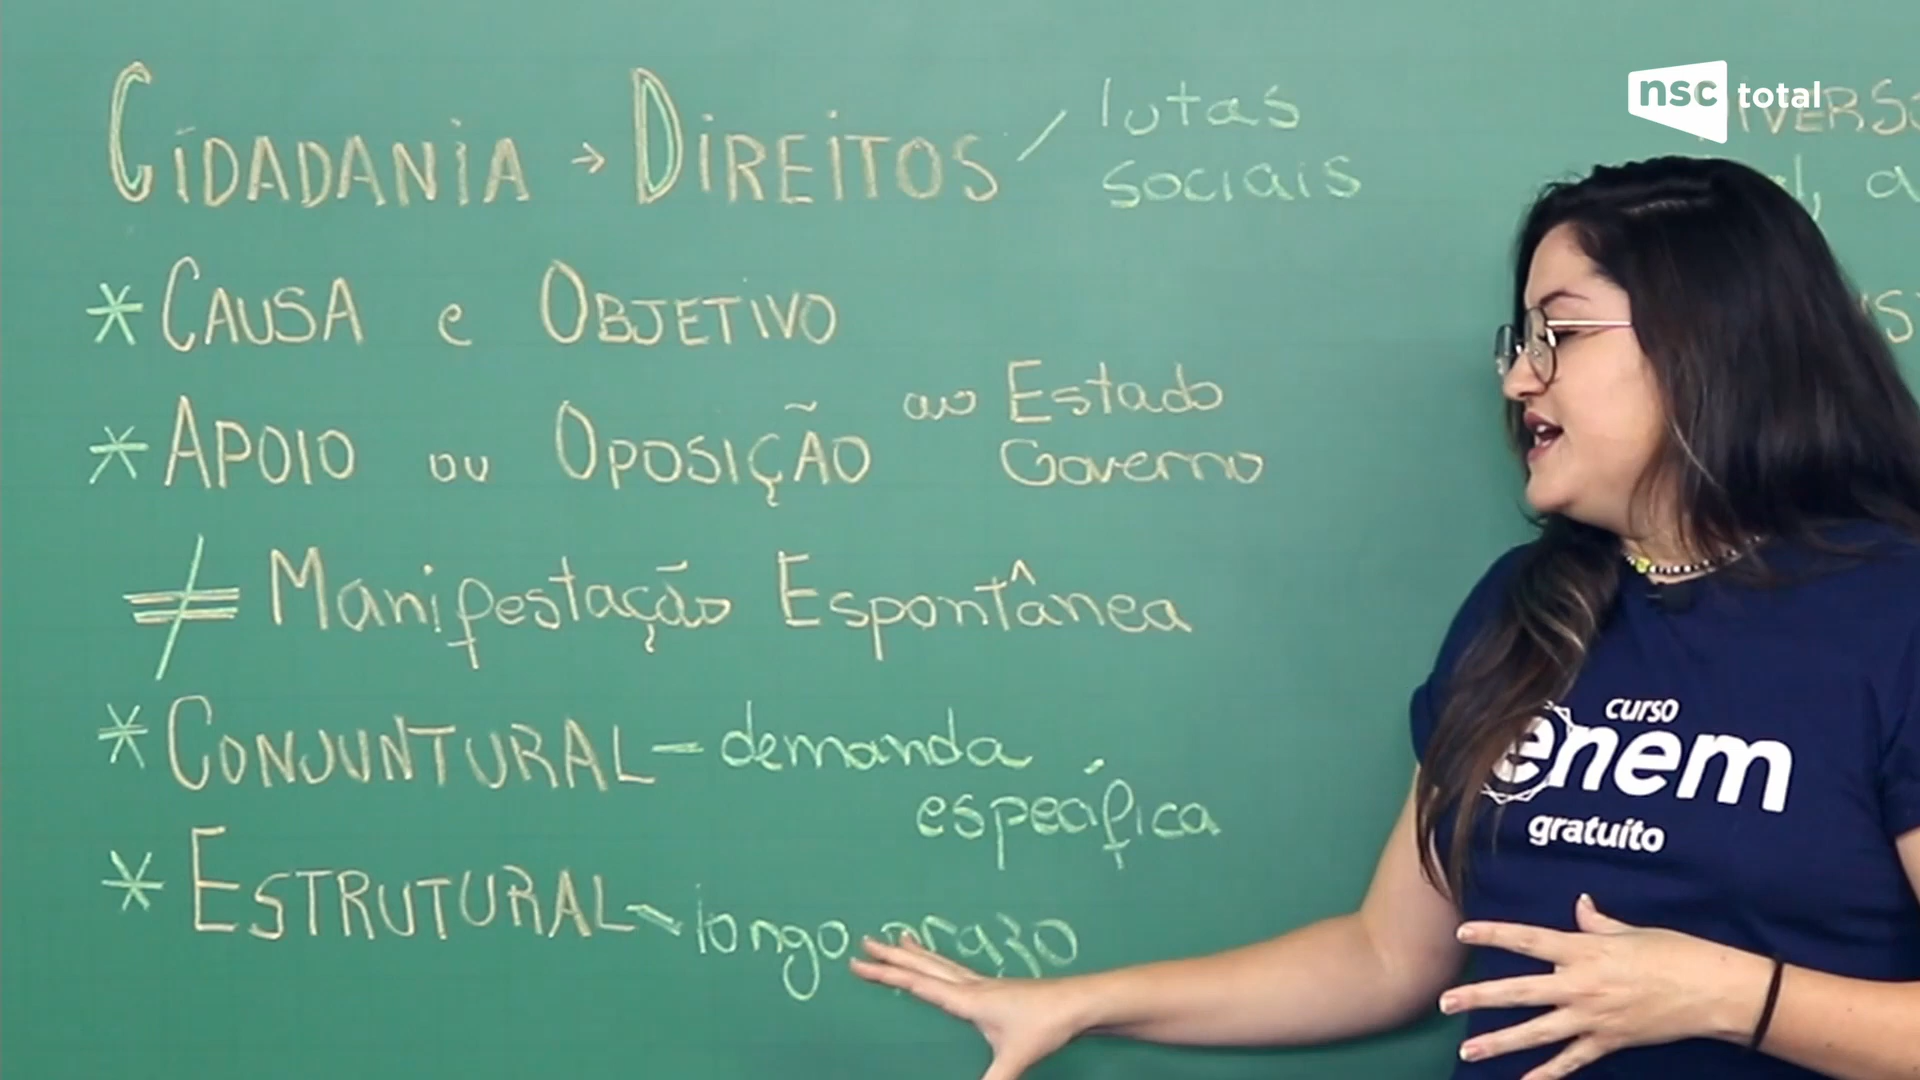 nsc total
CIDADANIA → DIREITOS / lutas
sociais
* CAUSA e OBJETIVO
* APOIO ou OPOSIÇÃO ao Estado
Governo
≠ Manifestação Espontânea
* CONJUNTURAL - demanda
específica
* ESTRUTURAL - longo prazo
curso
enem
gratuito